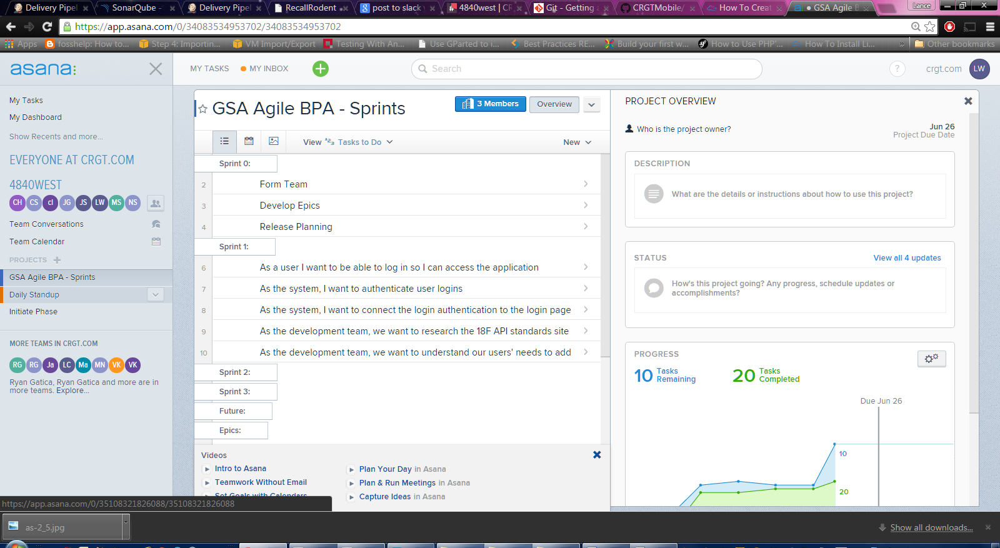 Delivery Pipel
SonarQube -
Delivery Pipel
RecallRodent
post to slack
#4840west | CR
Git - Getting a
CRGTMobile/
How To Creat
● GSA Agile B
Lance
https://app.asana.com/0/34083534953702/34083534953702
Apps
fosshelp: How to...
Step 4: Importin...
VM Import/Export
Testing With An...
Use GParted to i...
Best Practices RE...
Build your first w...
How to Use PHP'...
How To Install Li...
»
Other bookmarks
asana:
MY TASKS
MY INBOX
Search
?
crgt.com
LW
My Tasks
My Dashboard
Show Recents and more...
EVERYONE AT CRGT.COM
4840WEST
CH CS cl JG JS LW MS NS
Team Conversations
Team Calendar
PROJECTS
GSA Agile BPA - Sprints
Daily Standup
Initiate Phase
MORE TEAMS IN CRGT.COM
RG RG Ja LC Ma MN VK VK
Ryan Gatica, Ryan Gatica and more are in
more teams. Explore...
GSA Agile BPA - Sprints
3 Members
Overview
View Tasks to Do
New
Sprint 0:
2 Form Team
3 Develop Epics
4 Release Planning
Sprint 1:
6 As a user I want to be able to log in so I can access the application
7 As the system, I want to authenticate user logins
8 As the system, I want to connect the login authentication to the login page
9 As the development team, we want to research the 18F API standards site
10 As the development team, we want to understand our users' needs to add
Sprint 2:
Sprint 3:
Future:
Epics:
Videos
Intro to Asana
Teamwork Without Email
Set Goals with Calendars
Plan Your Day in Asana
Plan & Run Meetings in Asana
Capture Ideas in Asana
PROJECT OVERVIEW
Who is the project owner?
Jun 26
Project Due Date
DESCRIPTION
What are the details or instructions about how to use this project?
STATUS
View all 4 updates
How's this project going? Any progress, schedule updates or
accomplishments?
PROGRESS
10 Tasks Remaining
20 Tasks Completed
Due Jun 26
10
20
https://app.asana.com/0/35108321826088/35108321826088
as-2_5.jpg
Show all downloads...